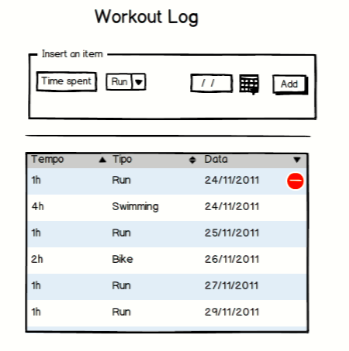 Workout Log
Insert an item
Time spent Run / / Add
Tempo Tipo Data
1h Run 24/11/2011
4h Swimming 24/11/2011
1h Run 25/11/2011
2h Bike 26/11/2011
1h Run 27/11/2011
1h Run 29/11/2011